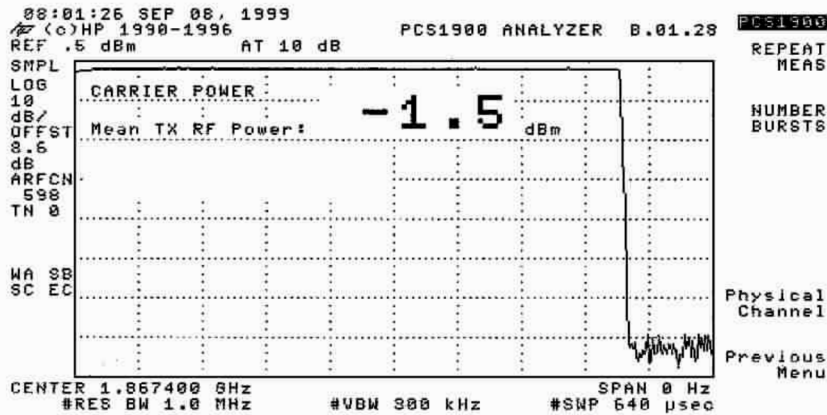 08:01:26 SEP 08, 1999
hp (c)HP 1990-1996 PCS1900 ANALYZER B.01.28
REF .5 dBm AT 10 dB
SMPL
LOG
10
dB/
OFFST
8.6
dB
ARFCN
598
TN 0
WA SB
SC EC
CARRIER POWER
Mean TX RF Power: -1.5 dBm
CENTER 1.867400 GHz SPAN 0 Hz
#RES BW 1.0 MHz #VBW 300 kHz #SWP 640 µsec
PCS1900
REPEAT
MEAS
NUMBER
BURSTS
Physical
Channel
Previous
Menu